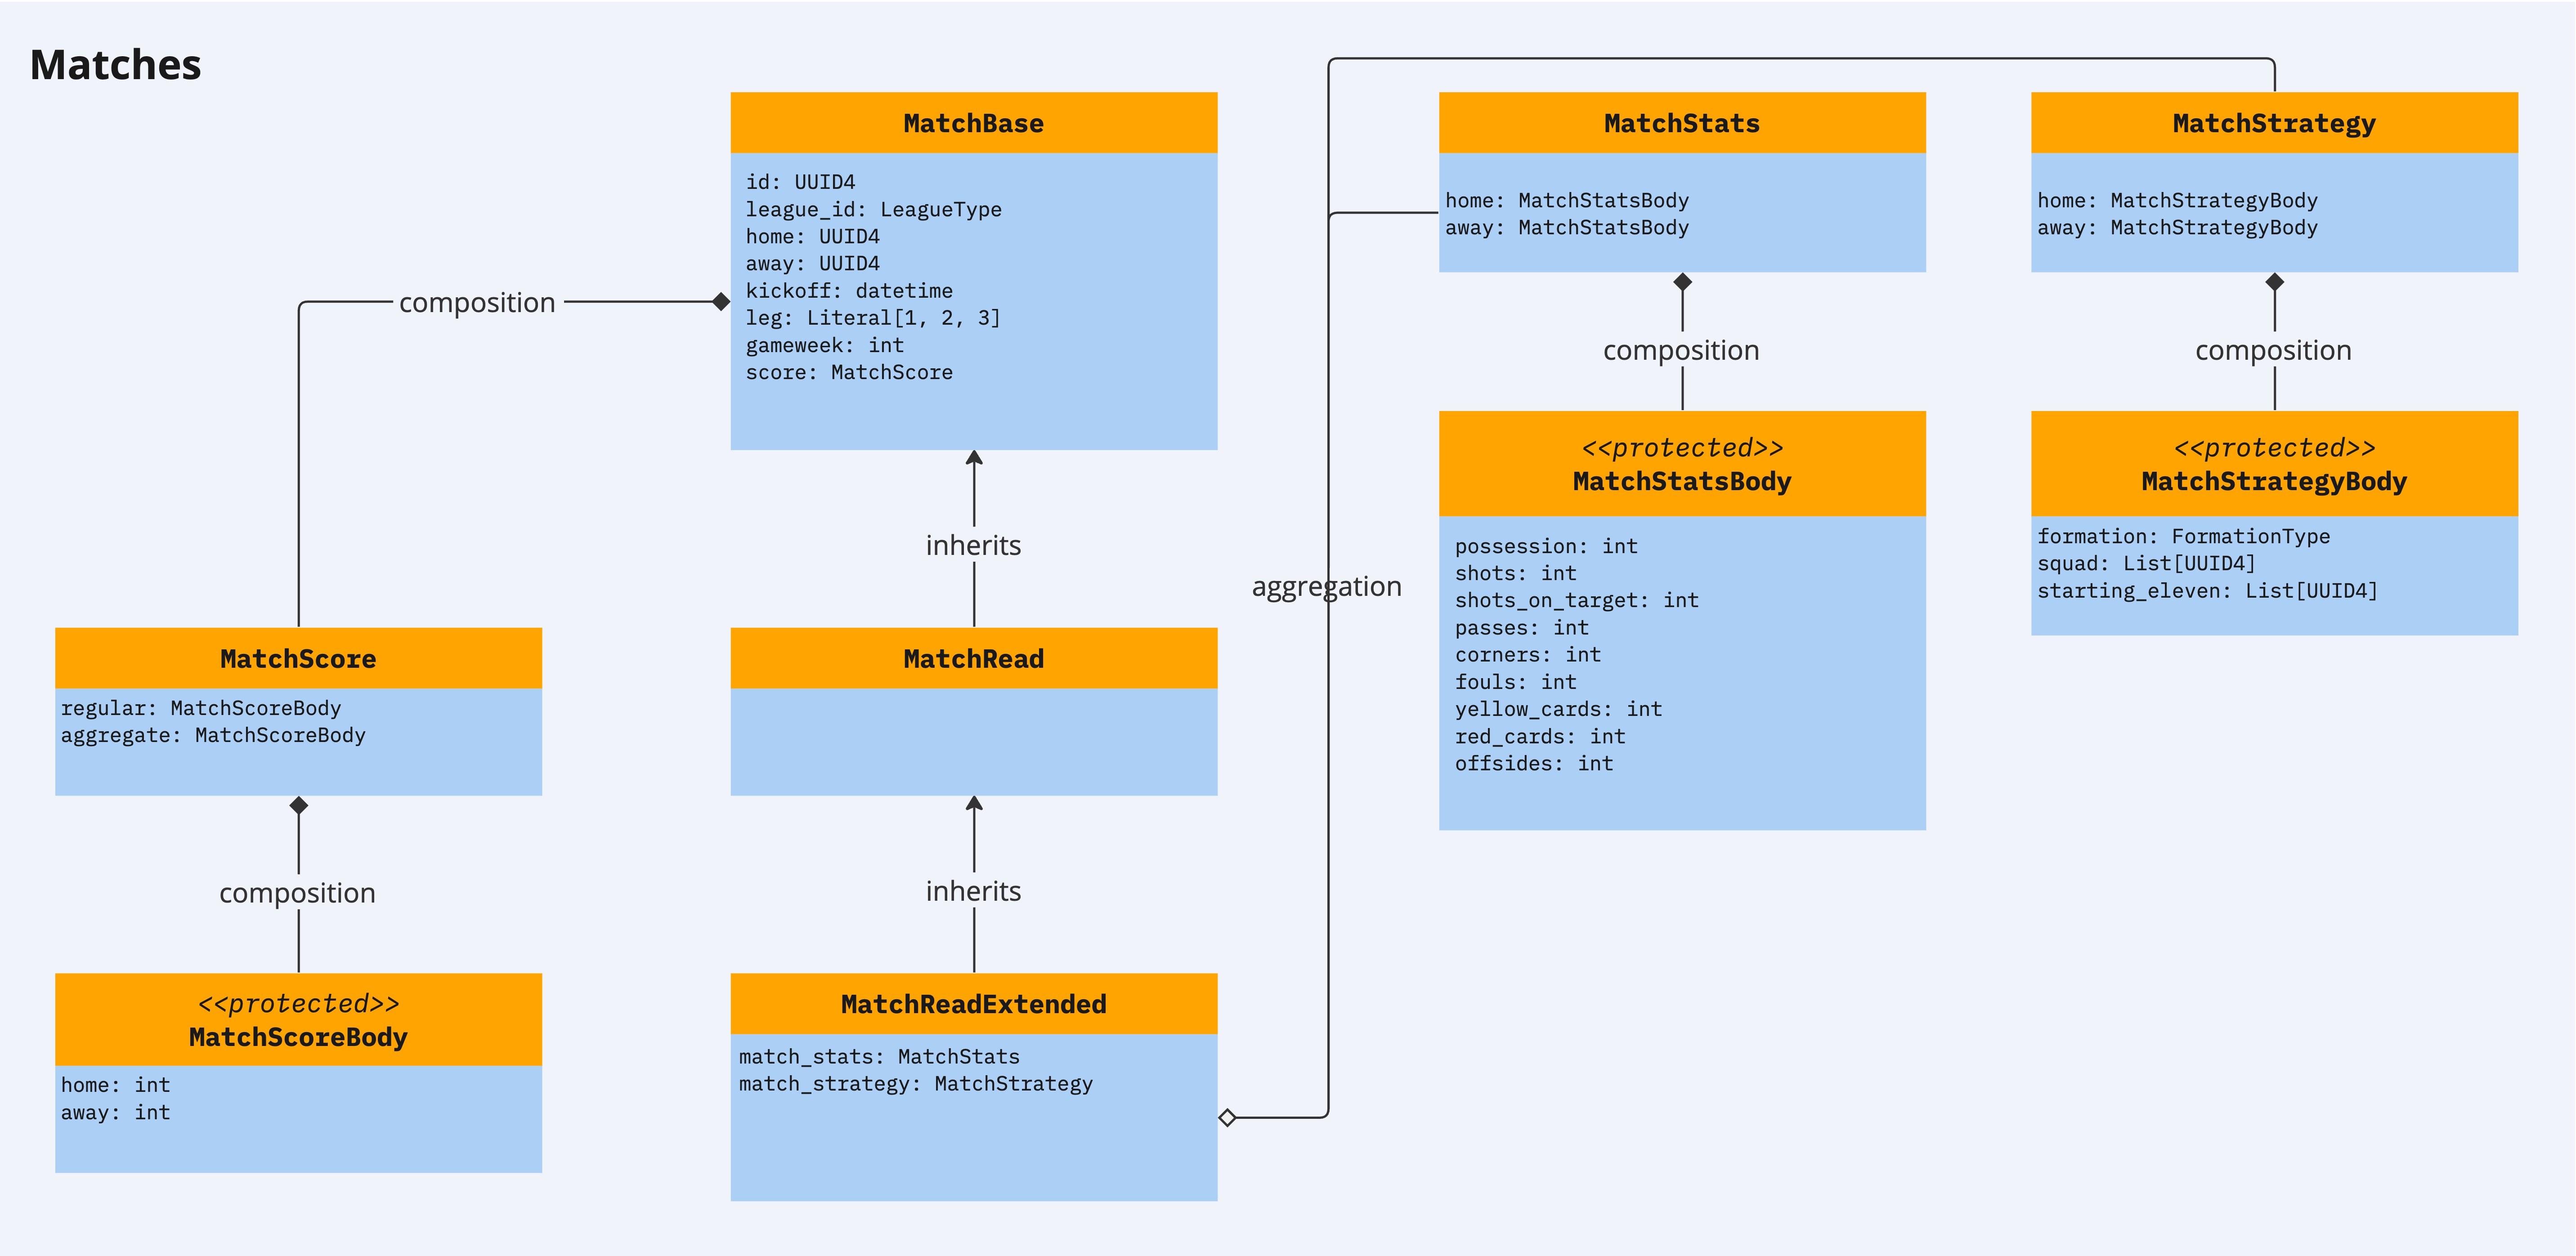 Matches
MatchBase
id: UUID4
league_id: LeagueType
home: UUID4
away: UUID4
kickoff: datetime
leg: Literal[1, 2, 3]
gameweek: int
score: MatchScore
MatchStats
home: MatchStatsBody
away: MatchStatsBody
MatchStrategy
home: MatchStrategyBody
away: MatchStrategyBody
composition
composition
composition
<<protected>>
MatchStatsBody
possession: int
shots: int
shots_on_target: int
passes: int
corners: int
fouls: int
yellow_cards: int
red_cards: int
offsides: int
<<protected>>
MatchStrategyBody
formation: FormationType
squad: List[UUID4]
starting_eleven: List[UUID4]
inherits
aggregation
MatchScore
regular: MatchScoreBody
aggregate: MatchScoreBody
MatchRead
composition
inherits
<<protected>>
MatchScoreBody
home: int
away: int
MatchReadExtended
match_stats: MatchStats
match_strategy: MatchStrategy